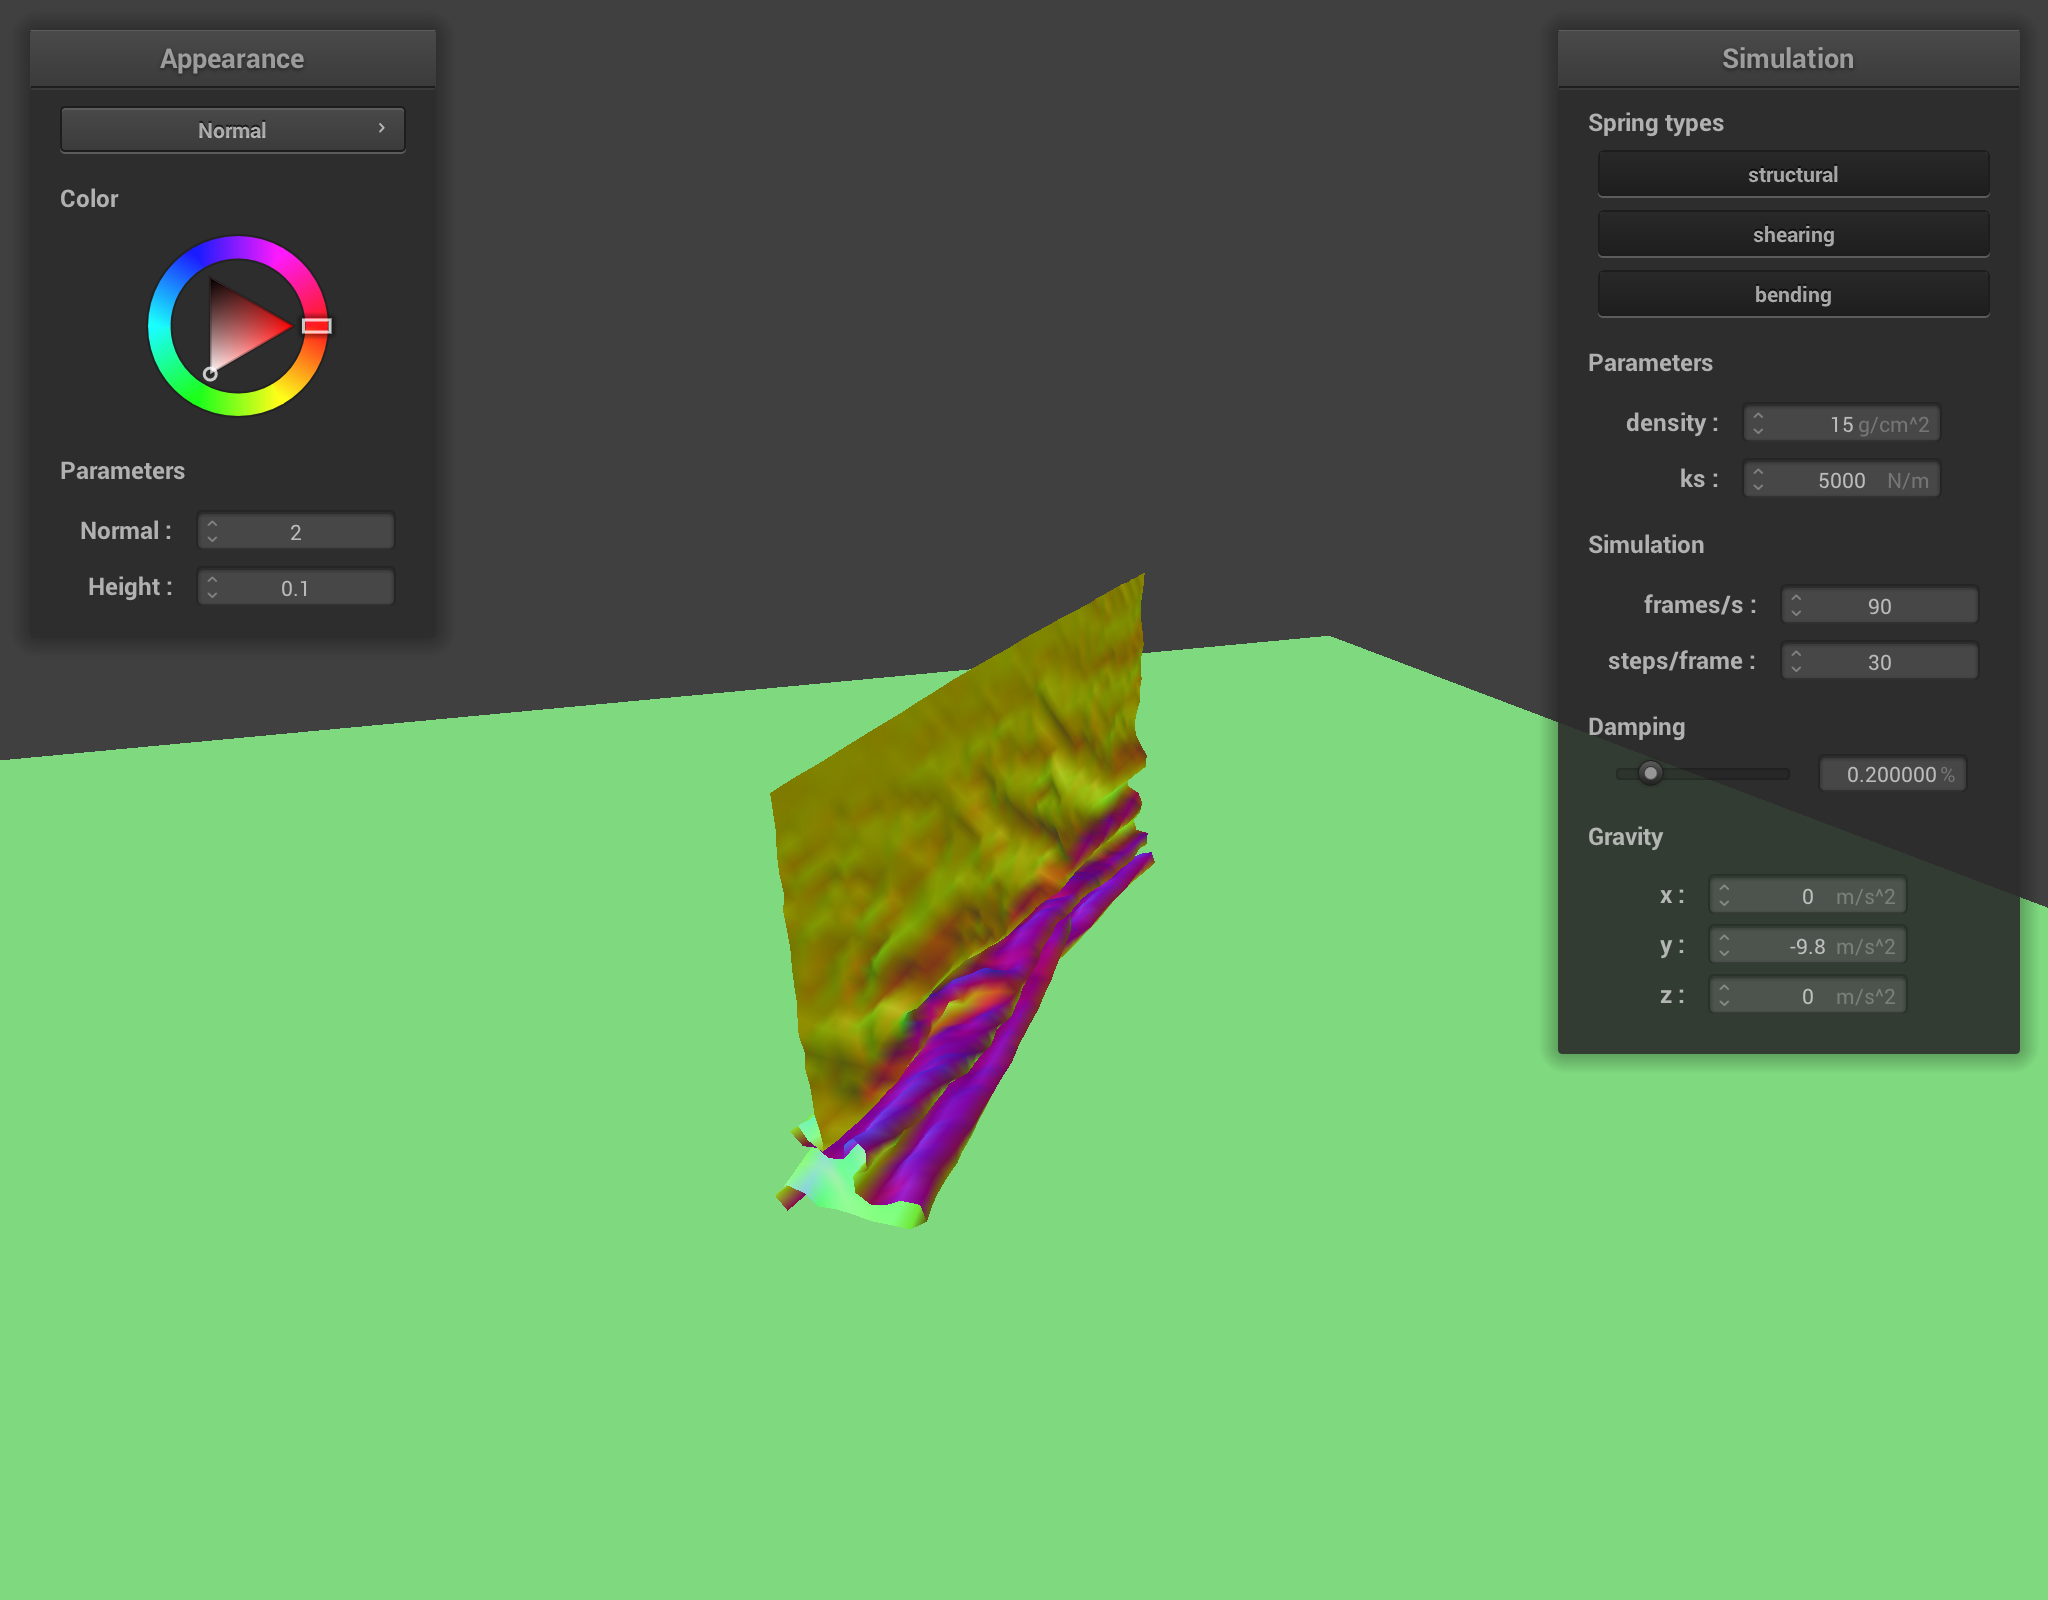 Appearance
Normal
Color
Parameters
Normal : 2
Height : 0.1
Simulation
Spring types
structural
shearing
bending
Parameters
density : 15 g/cm^2
ks : 5000 N/m
Simulation
frames/s : 90
steps/frame : 30
Damping
0.200000 %
Gravity
x : 0 m/s^2
y : -9.8 m/s^2
z : 0 m/s^2